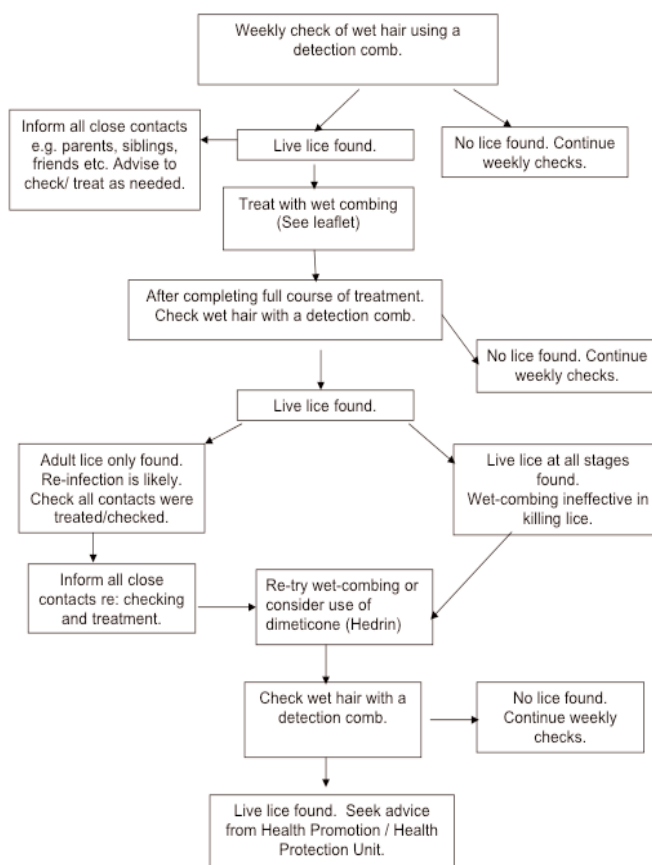 Weekly check of wet hair using a
detection comb.
Inform all close contacts
e.g. parents, siblings,
friends etc. Advise to
check/ treat as needed.
Live lice found.
No lice found. Continue
weekly checks.
Treat with wet combing
(See leaflet)
After completing full course of treatment.
Check wet hair with a detection comb.
No lice found. Continue
weekly checks.
Live lice found.
Adult lice only found.
Re-infection is likely.
Check all contacts were
treated/checked.
Live lice at all stages
found.
Wet-combing ineffective in
killing lice.
Inform all close
contacts re: checking
and treatment.
Re-try wet-combing or
consider use of
dimeticone (Hedrin)
Check wet hair with a
detection comb.
No lice found.
Continue weekly
checks.
Live lice found.  Seek advice
from Health Promotion / Health
Protection Unit.